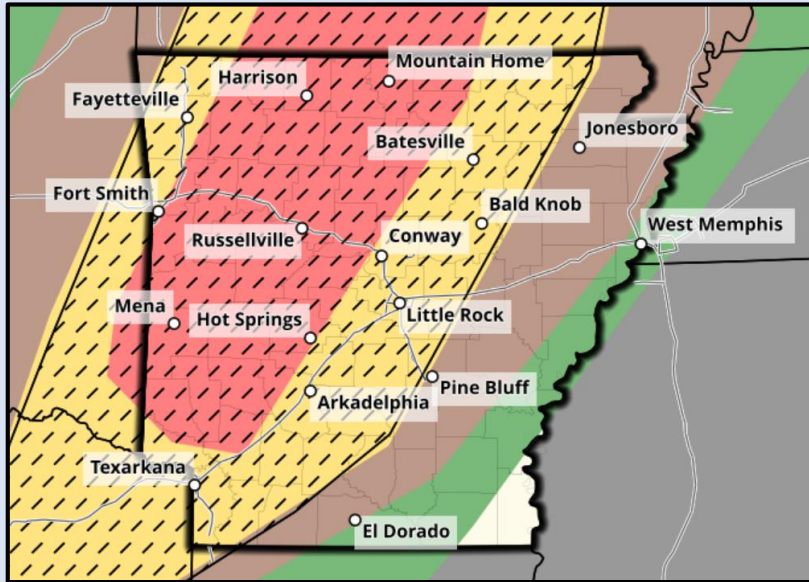 Mountain Home
Harrison
Fayetteville
Jonesboro
Batesville
Fort Smith
Bald Knob
West Memphis
Russellville
Conway
Mena
Hot Springs
Little Rock
Pine Bluff
Arkadelphia
Texarkana
El Dorado